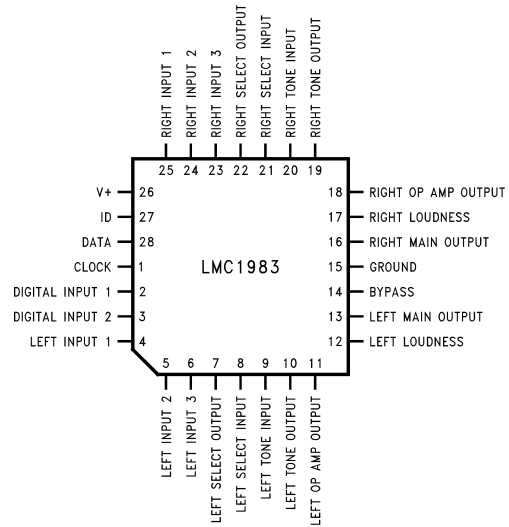 RIGHT INPUT 1
RIGHT INPUT 2
RIGHT INPUT 3
RIGHT SELECT OUTPUT
RIGHT SELECT INPUT
RIGHT TONE INPUT
RIGHT TONE OUTPUT
25 24 23 22 21 20 19
V+ 26
ID 27
DATA 28
CLOCK 1
DIGITAL INPUT 1 2
DIGITAL INPUT 2 3
LEFT INPUT 1 4
LMC1983
18 RIGHT OP AMP OUTPUT
17 RIGHT LOUDNESS
16 RIGHT MAIN OUTPUT
15 GROUND
14 BYPASS
13 LEFT MAIN OUTPUT
12 LEFT LOUDNESS
5 6 7 8 9 10 11
LEFT INPUT 2
LEFT INPUT 3
LEFT SELECT OUTPUT
LEFT SELECT INPUT
LEFT TONE INPUT
LEFT TONE OUTPUT
LEFT OP AMP OUTPUT